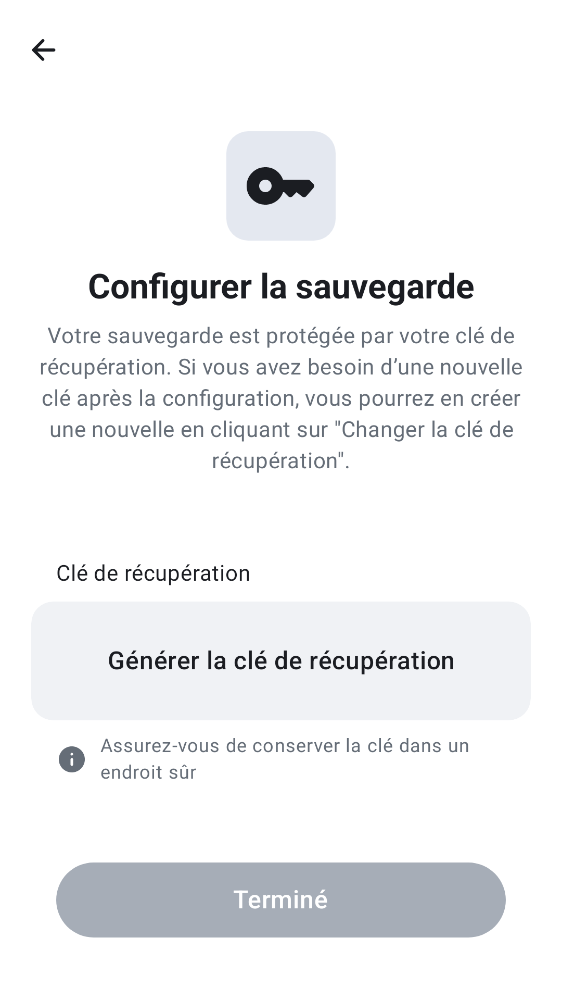 Configurer la sauvegarde
Votre sauvegarde est protégée par votre clé de
récupération. Si vous avez besoin d’une nouvelle
clé après la configuration, vous pourrez en créer
une nouvelle en cliquant sur "Changer la clé de
récupération".
Clé de récupération
Générer la clé de récupération
Assurez-vous de conserver la clé dans un
endroit sûr
Terminé